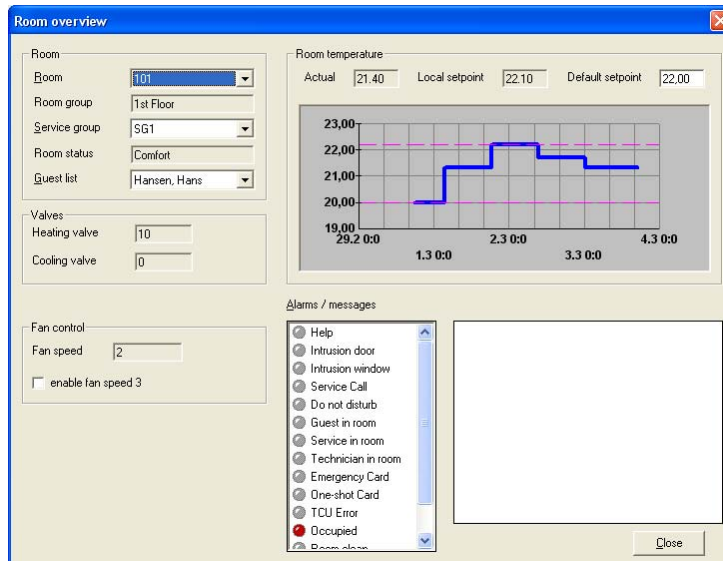 Room overview
Room
Room 101
Room group 1st Floor
Service group SG1
Room status Comfort
Guest list Hansen, Hans
Valves
Heating valve 10
Cooling valve 0
Fan control
Fan speed 2
enable fan speed 3
Room temperature
Actual 21.40 Local setpoint 22.10 Default setpoint 22,00
23,00
22,00
21,00
20,00
19,00
29.2 0:0 2.3 0:0 4.3 0:0
1.3 0:0 3.3 0:0
Alarms / messages
Help
Intrusion door
Intrusion window
Service Call
Do not disturb
Guest in room
Service in room
Technician in room
Emergency Card
One-shot Card
TCU Error
Occupied
Room clean
Close